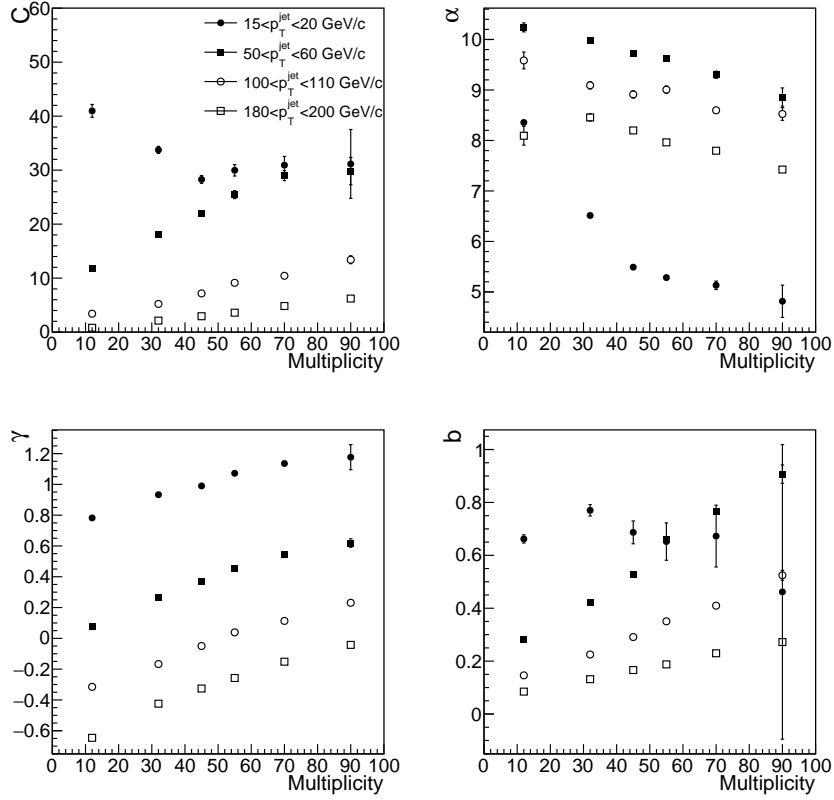 C
60
50
40
30
20
10
0
15<p_T^jet<20 GeV/c
50<p_T^jet<60 GeV/c
100<p_T^jet<110 GeV/c
180<p_T^jet<200 GeV/c
0 10 20 30 40 50 60 70 80 90 100
Multiplicity
α
10
9
8
7
6
5
0 10 20 30 40 50 60 70 80 90 100
Multiplicity
γ
1.2
1
0.8
0.6
0.4
0.2
0
−0.2
−0.4
−0.6
0 10 20 30 40 50 60 70 80 90 100
Multiplicity
b
1
0.8
0.6
0.4
0.2
0
0 10 20 30 40 50 60 70 80 90 100
Multiplicity